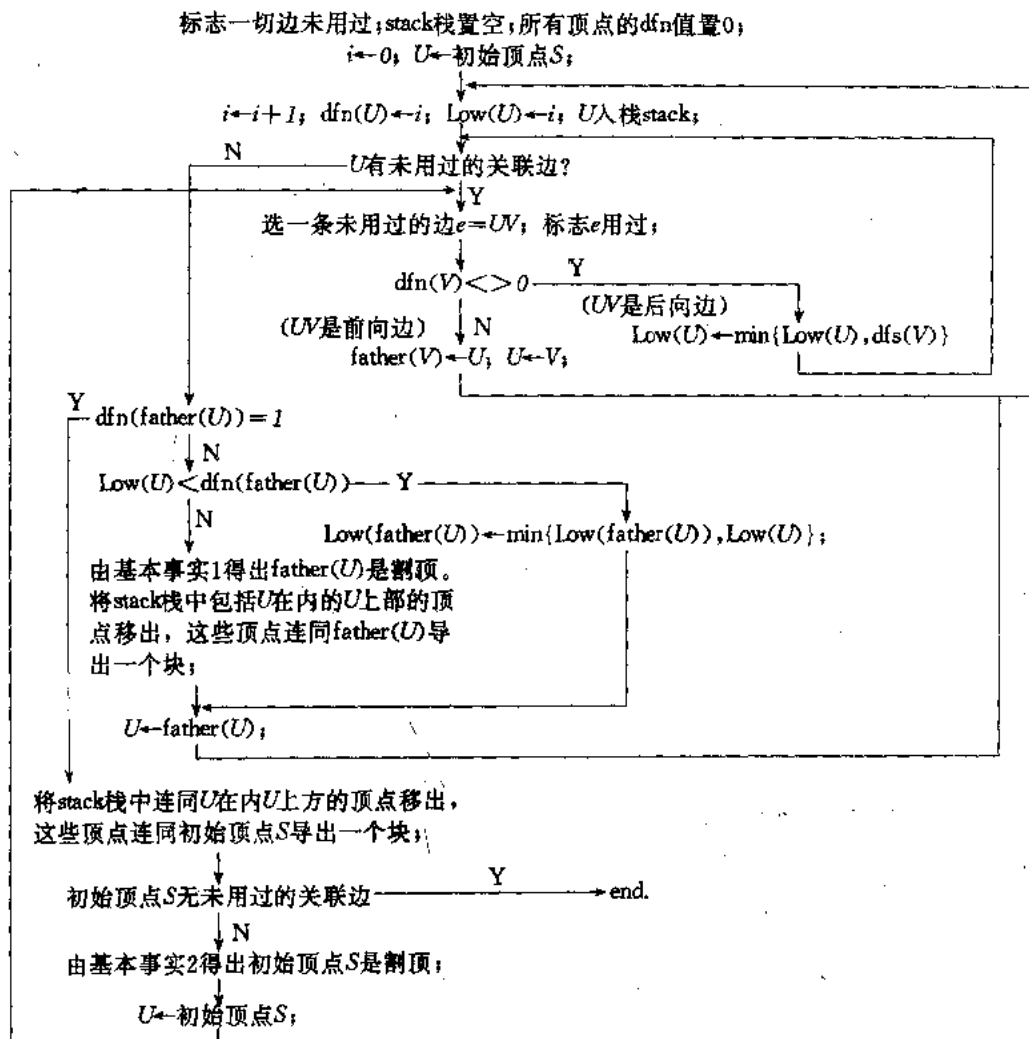 标志一切边未用过;stack栈置空;所有顶点的dfn值置0;
i←0; U←初始顶点S;
i←i+1; dfn(U)←i; Low(U)←i; U入栈stack;
N
U有未用过的关联边?
Y
选一条未用过的边e=UV; 标志e用过;
dfn(V)<>0
Y
(UV是后向边)
(UV是前向边)
N
Low(U)←min{Low(U),dfs(V)}
father(V)←U; U←V;
Y
dfn(father(U))=1
N
Low(U)<dfn(father(U))
Y
N
Low(father(U))←min{Low(father(U)),Low(U)};
由基本事实1得出father(U)是割顶。
将stack栈中包括U在内的U上部的顶
点移出，这些顶点连同father(U)导
出一个块;
U←father(U);
将stack栈中连同U在内U上方的顶点移出，
这些顶点连同初始顶点S导出一个块;
初始顶点S无未用过的关联边
Y
end.
N
由基本事实2得出初始顶点S是割顶;
U←初始顶点S;